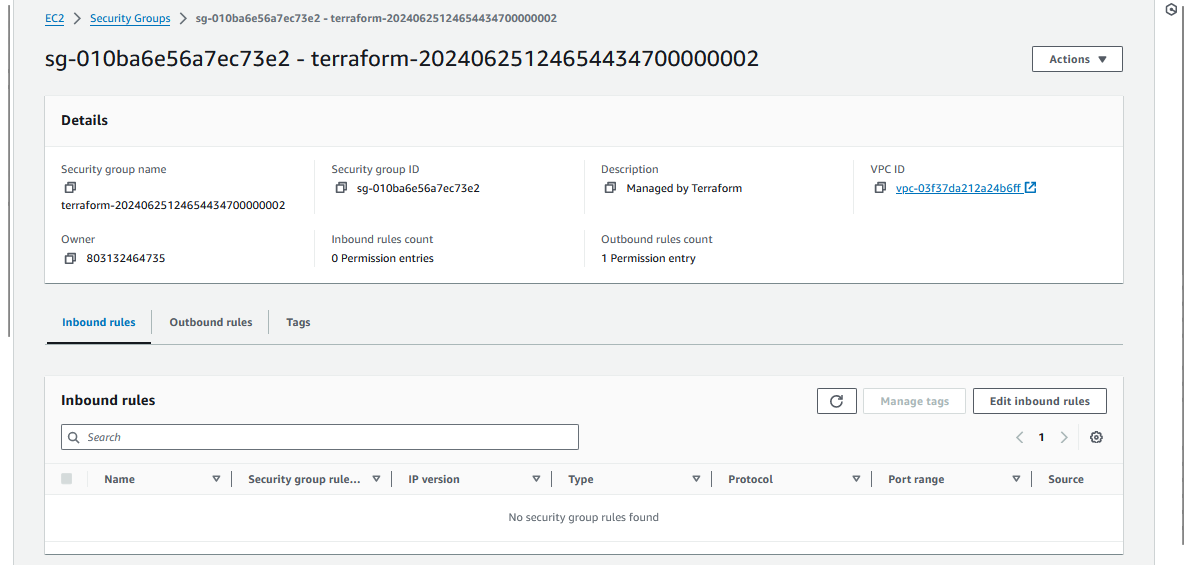 EC2 > Security Groups > sg-010ba6e56a7ec73e2 - terraform-20240625124654434700000002
sg-010ba6e56a7ec73e2 - terraform-20240625124654434700000002
Actions
Details
Security group name
terraform-20240625124654434700000002
Security group ID
sg-010ba6e56a7ec73e2
Description
Managed by Terraform
VPC ID
vpc-03f37da212a24b6ff
Owner
803132464735
Inbound rules count
0 Permission entries
Outbound rules count
1 Permission entry
Inbound rules
Outbound rules
Tags
Inbound rules
Manage tags
Edit inbound rules
Search
1
Name
Security group rule...
IP version
Type
Protocol
Port range
Source
No security group rules found